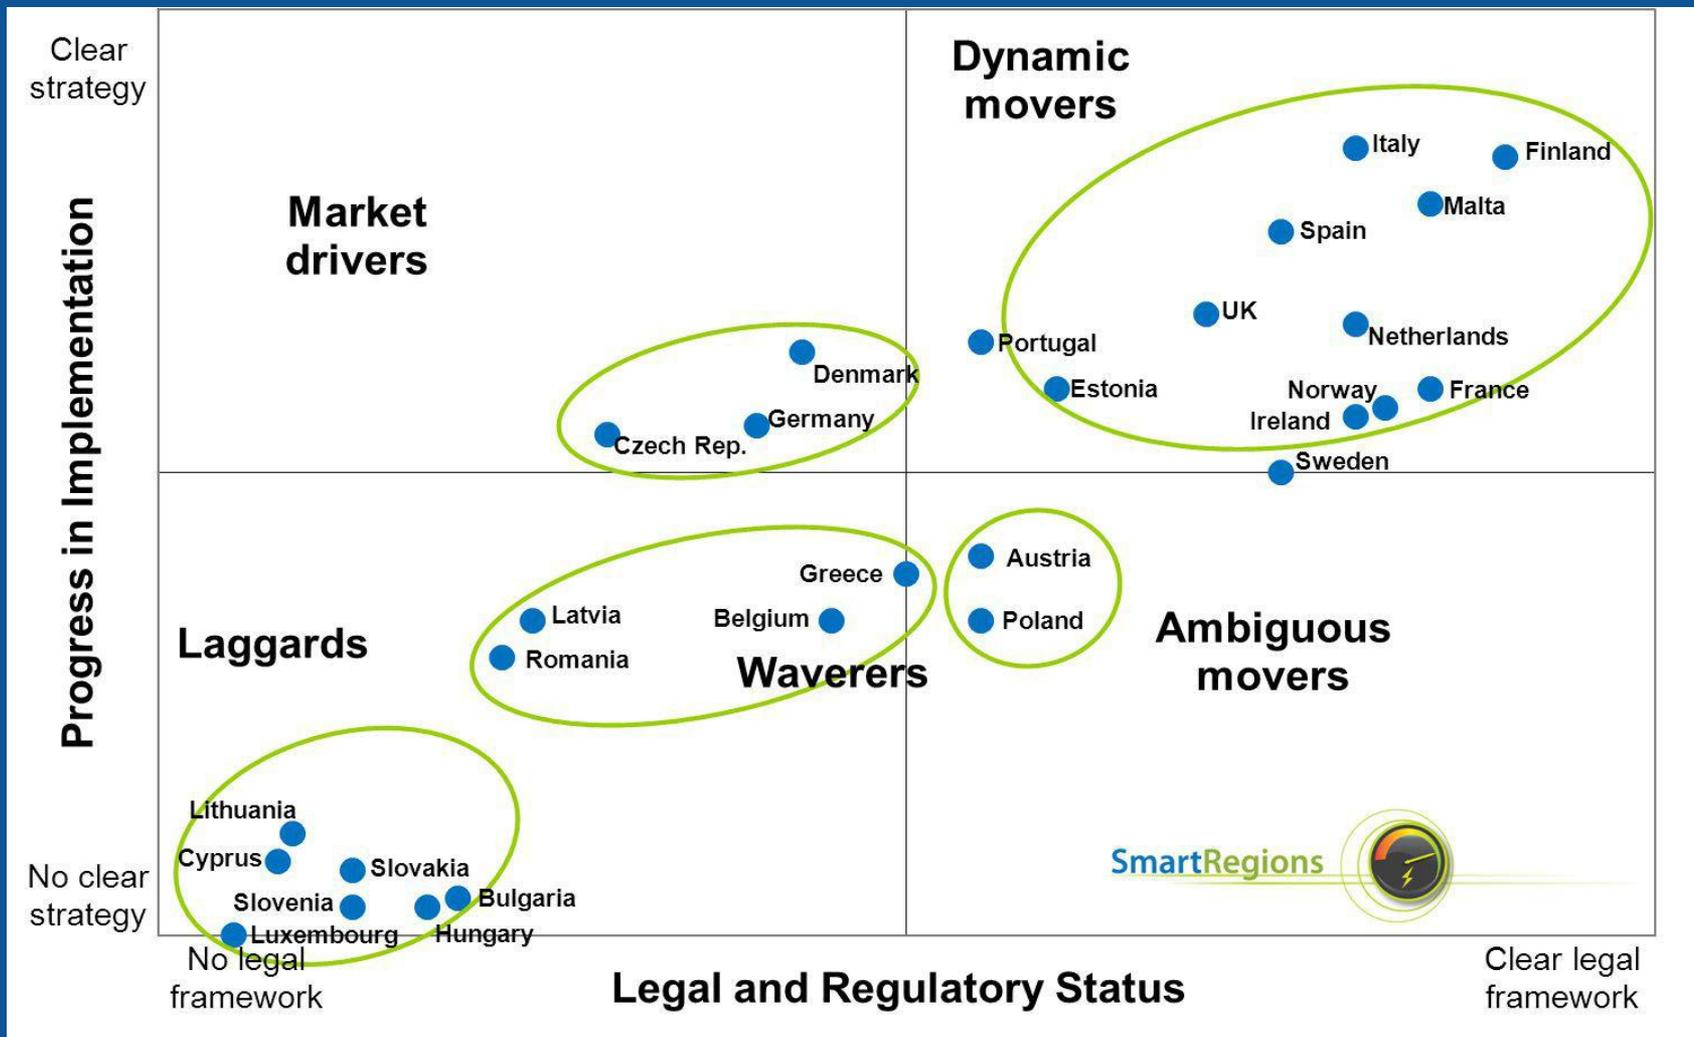 Clear
strategy
Dynamic
movers
Italy
Finland
Malta
Market
drivers
Spain
UK
Netherlands
Portugal
Denmark
Estonia
Norway
France
Ireland
Germany
Czech Rep.
Sweden
Progress in Implementation
Austria
Greece
Latvia
Belgium
Poland
Laggards
Romania
Waverers
Ambiguous
movers
Lithuania
Cyprus
Slovakia
SmartRegions
No clear
strategy
Slovenia
Bulgaria
Luxembourg
Hungary
No legal
framework
Legal and Regulatory Status
Clear legal
framework